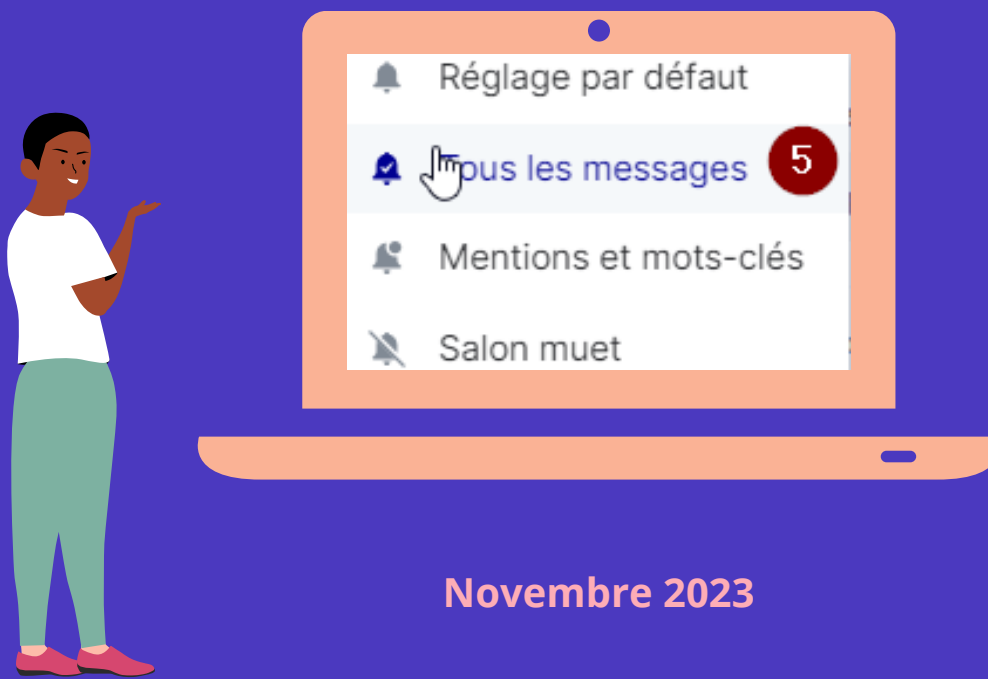 Réglage par défaut
Tous les messages 5
Mentions et mots-clés
Salon muet
Novembre 2023